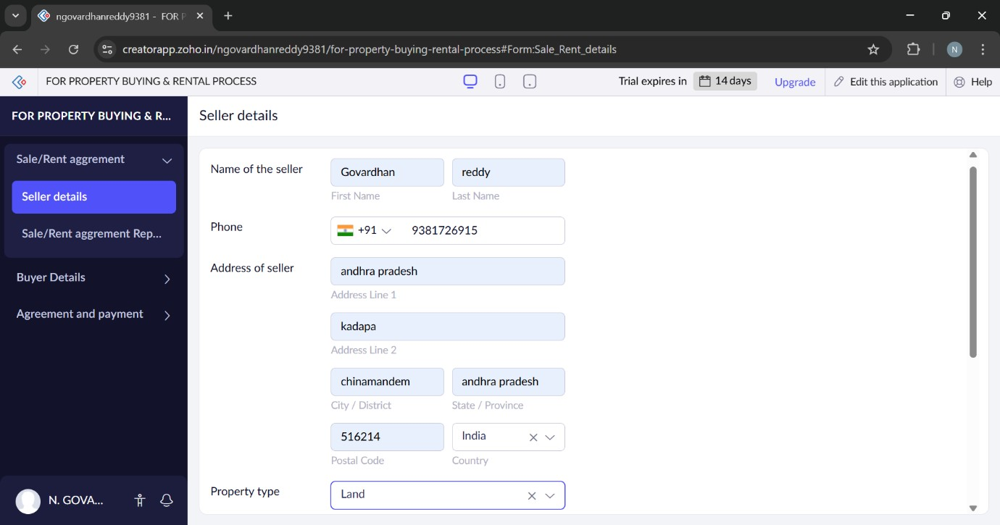 ngovardhanreddy9381 - FOR P
creatorapp.zoho.in/ngovardhanreddy9381/for-property-buying-rental-process#Form:Sale_Rent_details
N
FOR PROPERTY BUYING & RENTAL PROCESS
Trial expires in 14 days Upgrade Edit this application Help
FOR PROPERTY BUYING & R...
Sale/Rent aggrement
Seller details
Sale/Rent aggrement Rep...
Buyer Details
Agreement and payment
N. GOVA...
Seller details
Name of the seller Govardhan reddy
First Name Last Name
Phone +91 9381726915
Address of seller andhra pradesh
Address Line 1
kadapa
Address Line 2
chinamandem andhra pradesh
City / District State / Province
516214 India
Postal Code Country
Property type Land